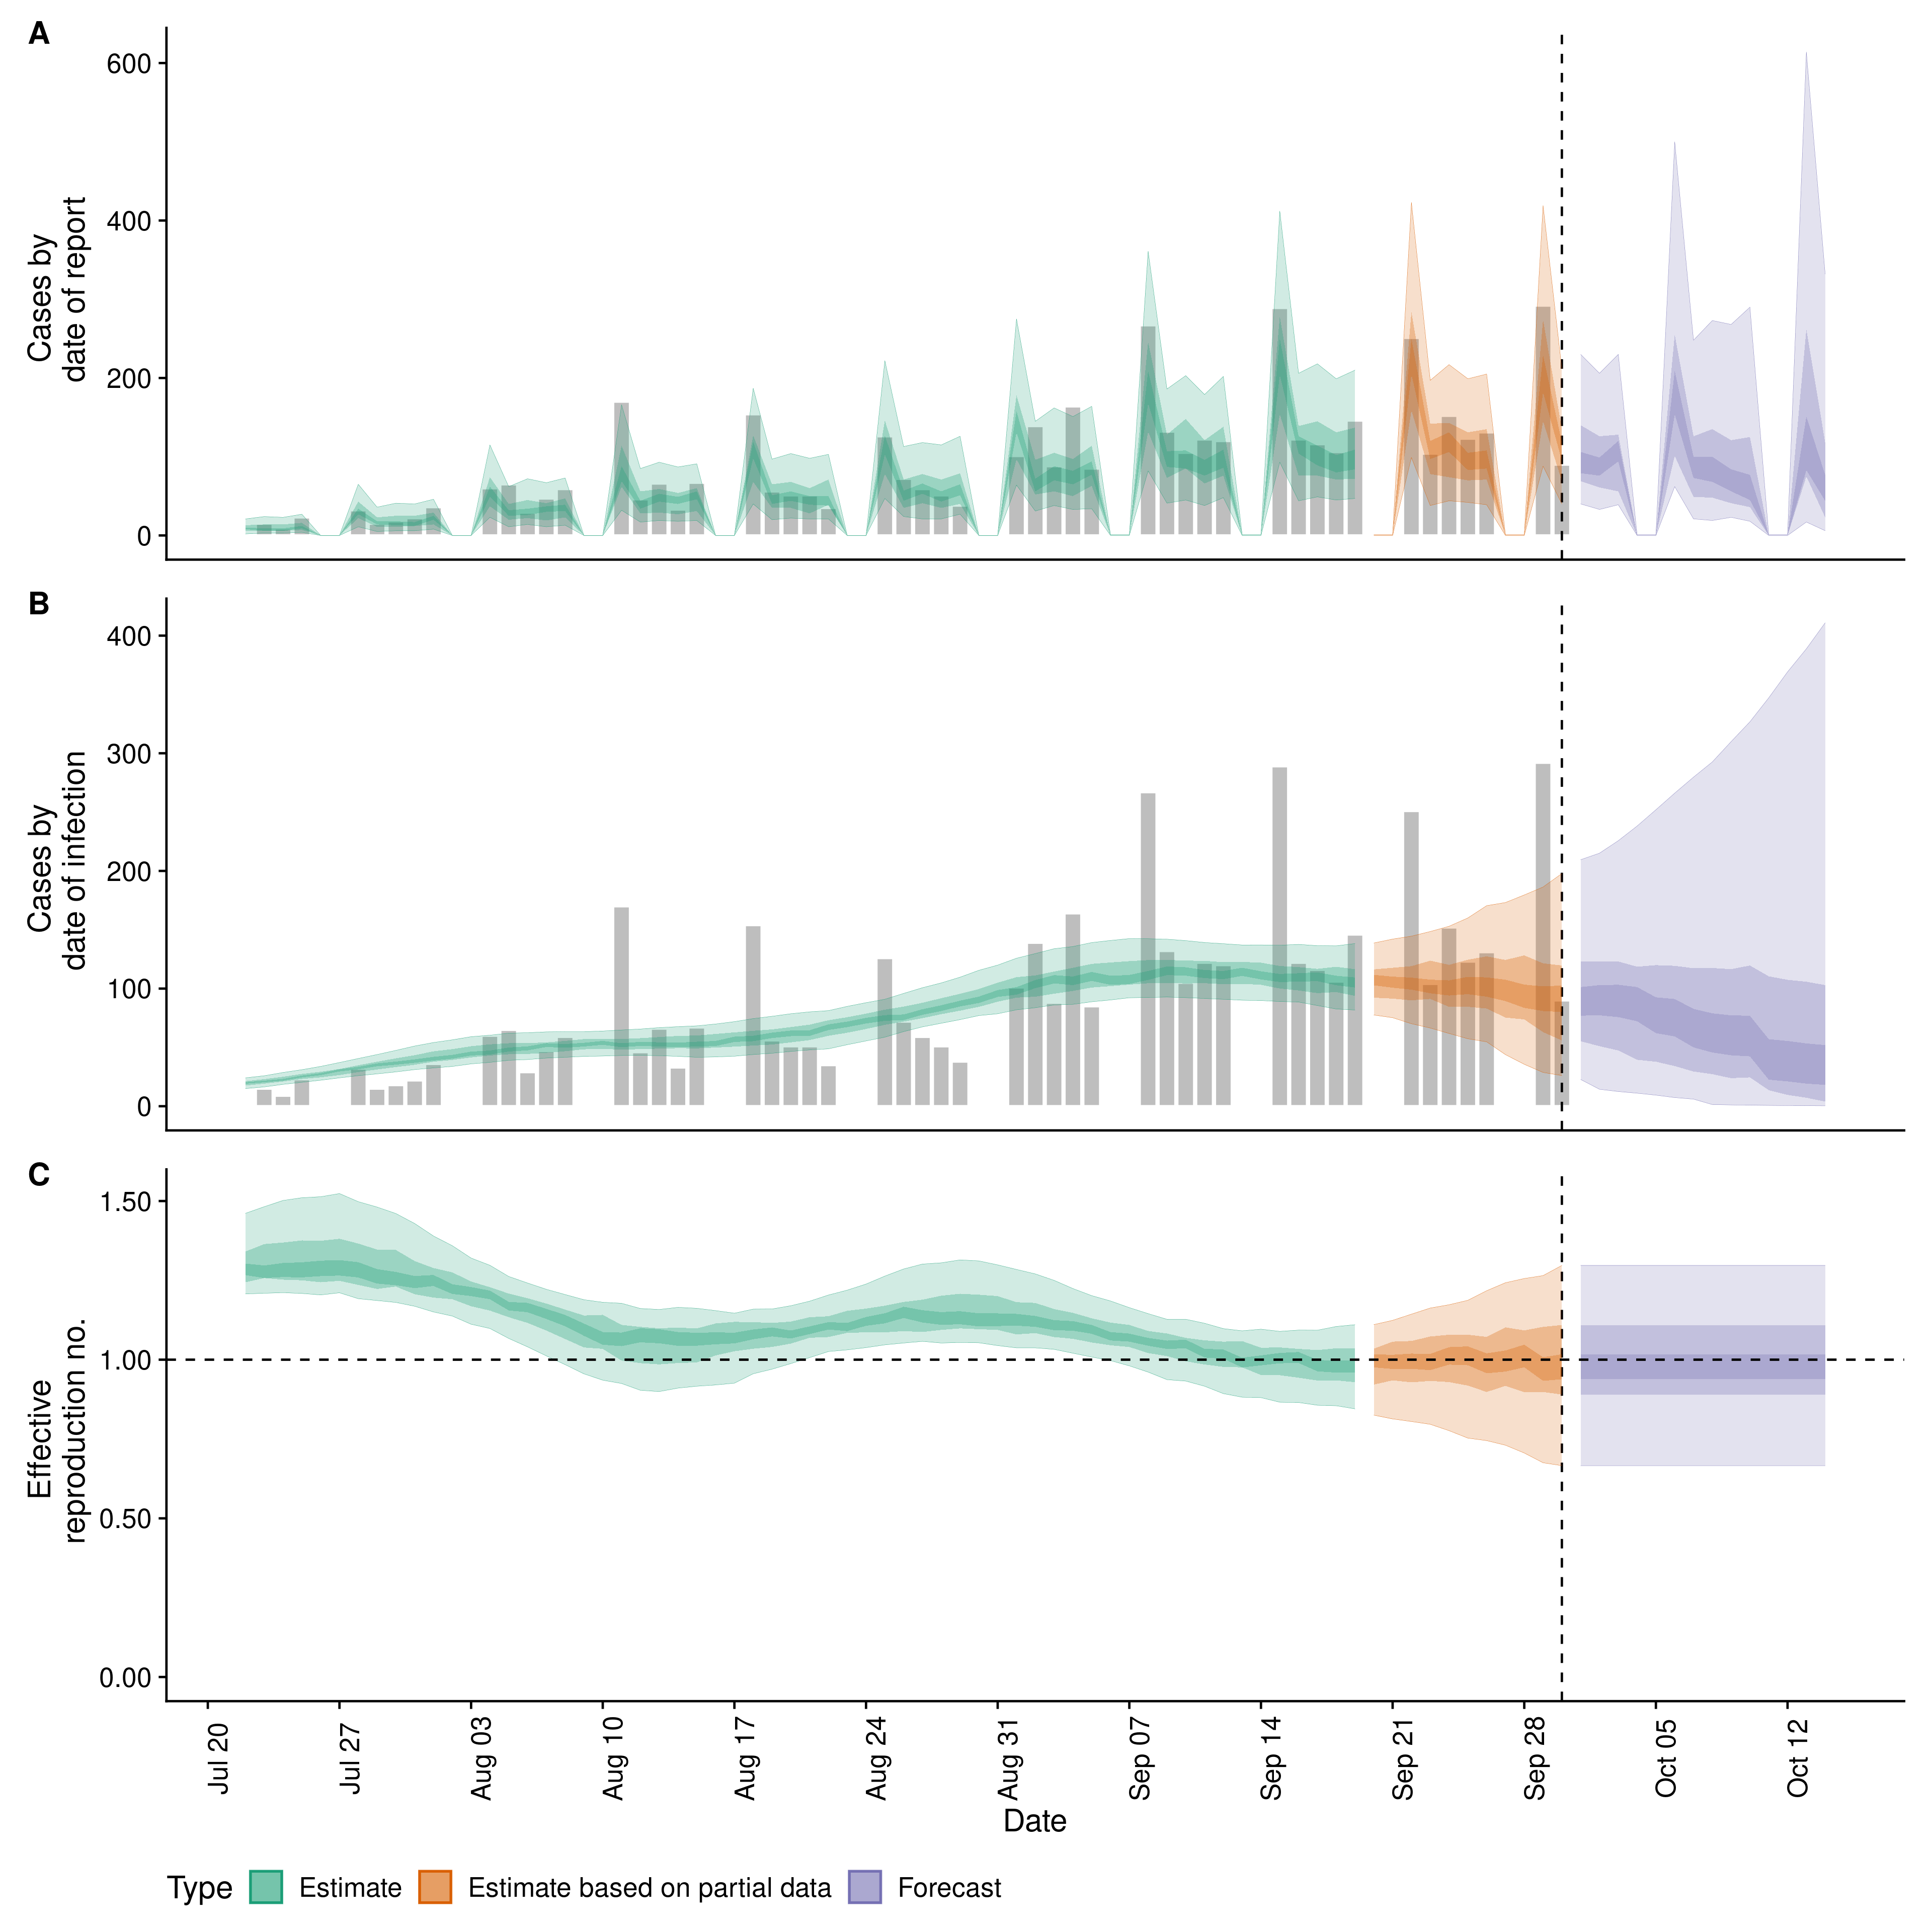 A
600
400
200
0
Cases by
date of report
B
400
300
200
100
0
Cases by
date of infection
C
1.50
1.00
0.50
0.00
Effective
reproduction no.
Jul 20
Jul 27
Aug 03
Aug 10
Aug 17
Aug 24
Aug 31
Sep 07
Sep 14
Sep 21
Sep 28
Oct 05
Oct 12
Date
Type Estimate Estimate based on partial data Forecast